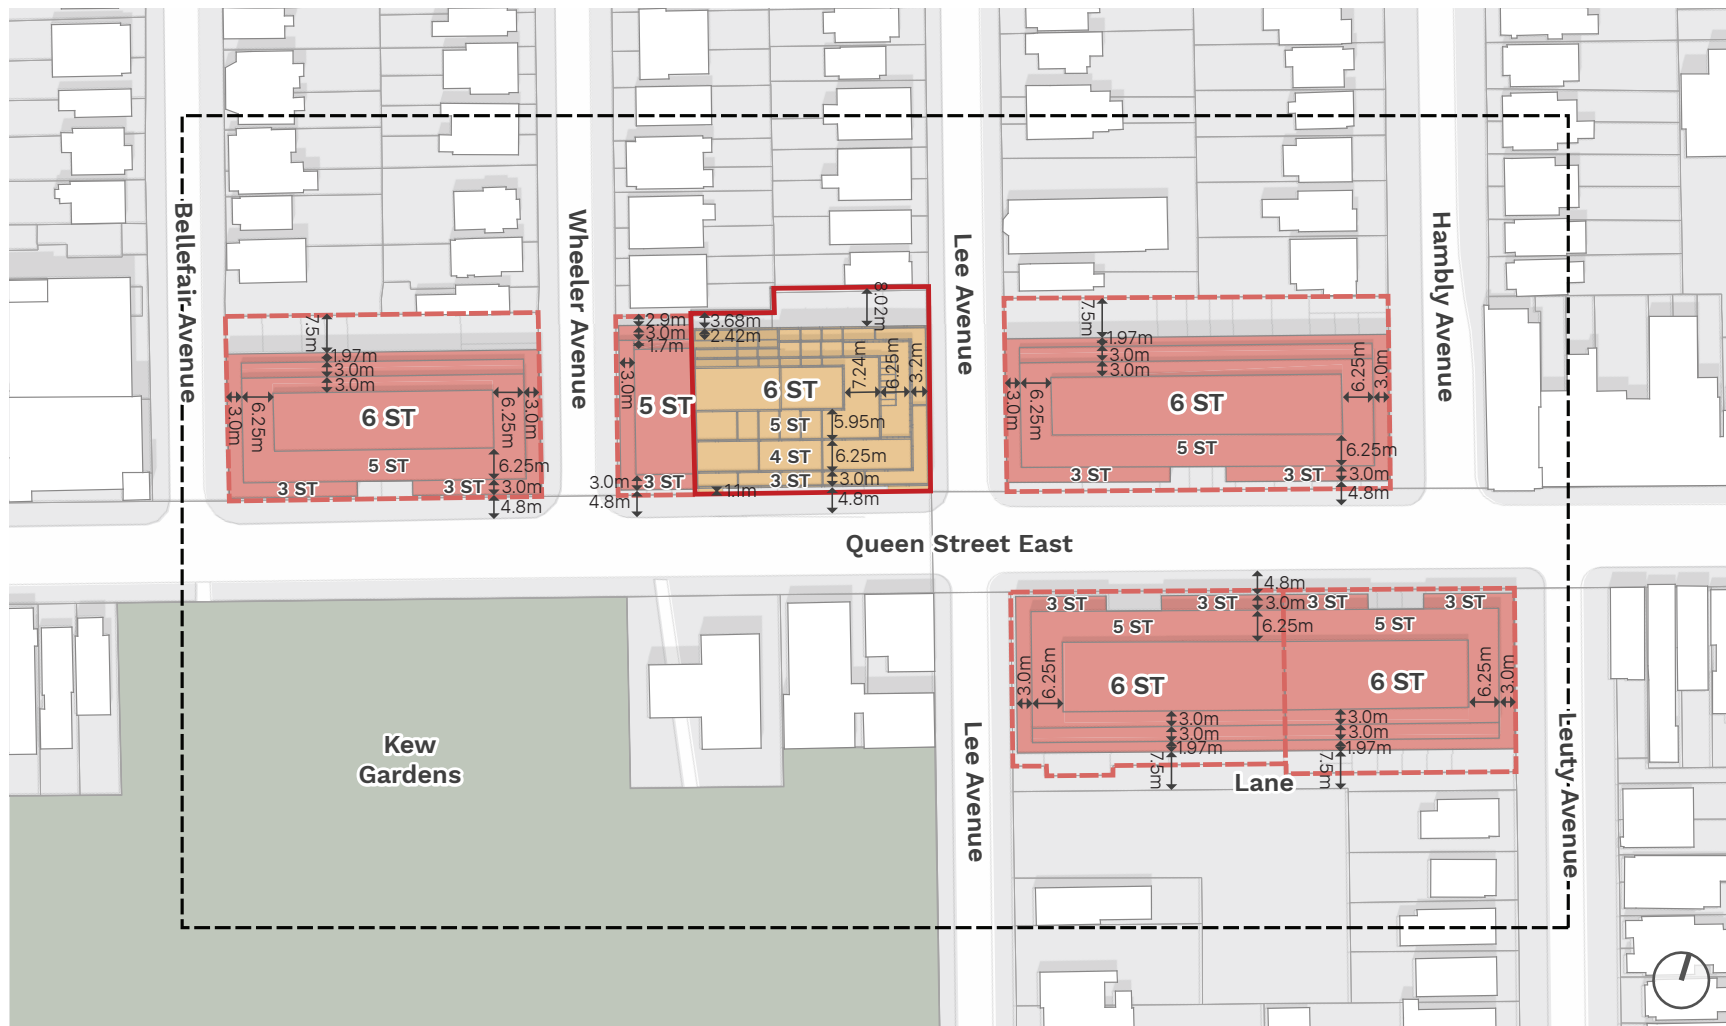 Bellefair Avenue
Wheeler Avenue
Lee Avenue
Hambly Avenue
7.5m
1.97m
3.0m
3.0m
3.0m
6.25m
6 ST
6.25m
3.0m
5 ST
6.25m
3 ST
3 ST
3.0m
4.8m
2.9m
3.0m
1.7m
3.0m
5 ST
3.0m
3 ST
4.8m
3.68m
2.42m
8.02m
6 ST
7.24m
6.25m
3.2m
5 ST
5.95m
4 ST
6.25m
3 ST
3.0m
1.1m
4.8m
7.5m
1.97m
3.0m
3.0m
3.0m
6.25m
6 ST
6.25m
3.0m
5 ST
6.25m
3 ST
3 ST
3.0m
4.8m
Queen Street East
4.8m
3 ST
3 ST
3.0m
3 ST
3 ST
5 ST
6.25m
5 ST
3.0m
6.25m
6 ST
6 ST
6.25m
3.0m
3.0m
3.0m
3.0m
3.0m
1.97m
1.97m
7.5m
7.5m
Lane
Kew
Gardens
Lee Avenue
Leuty Avenue